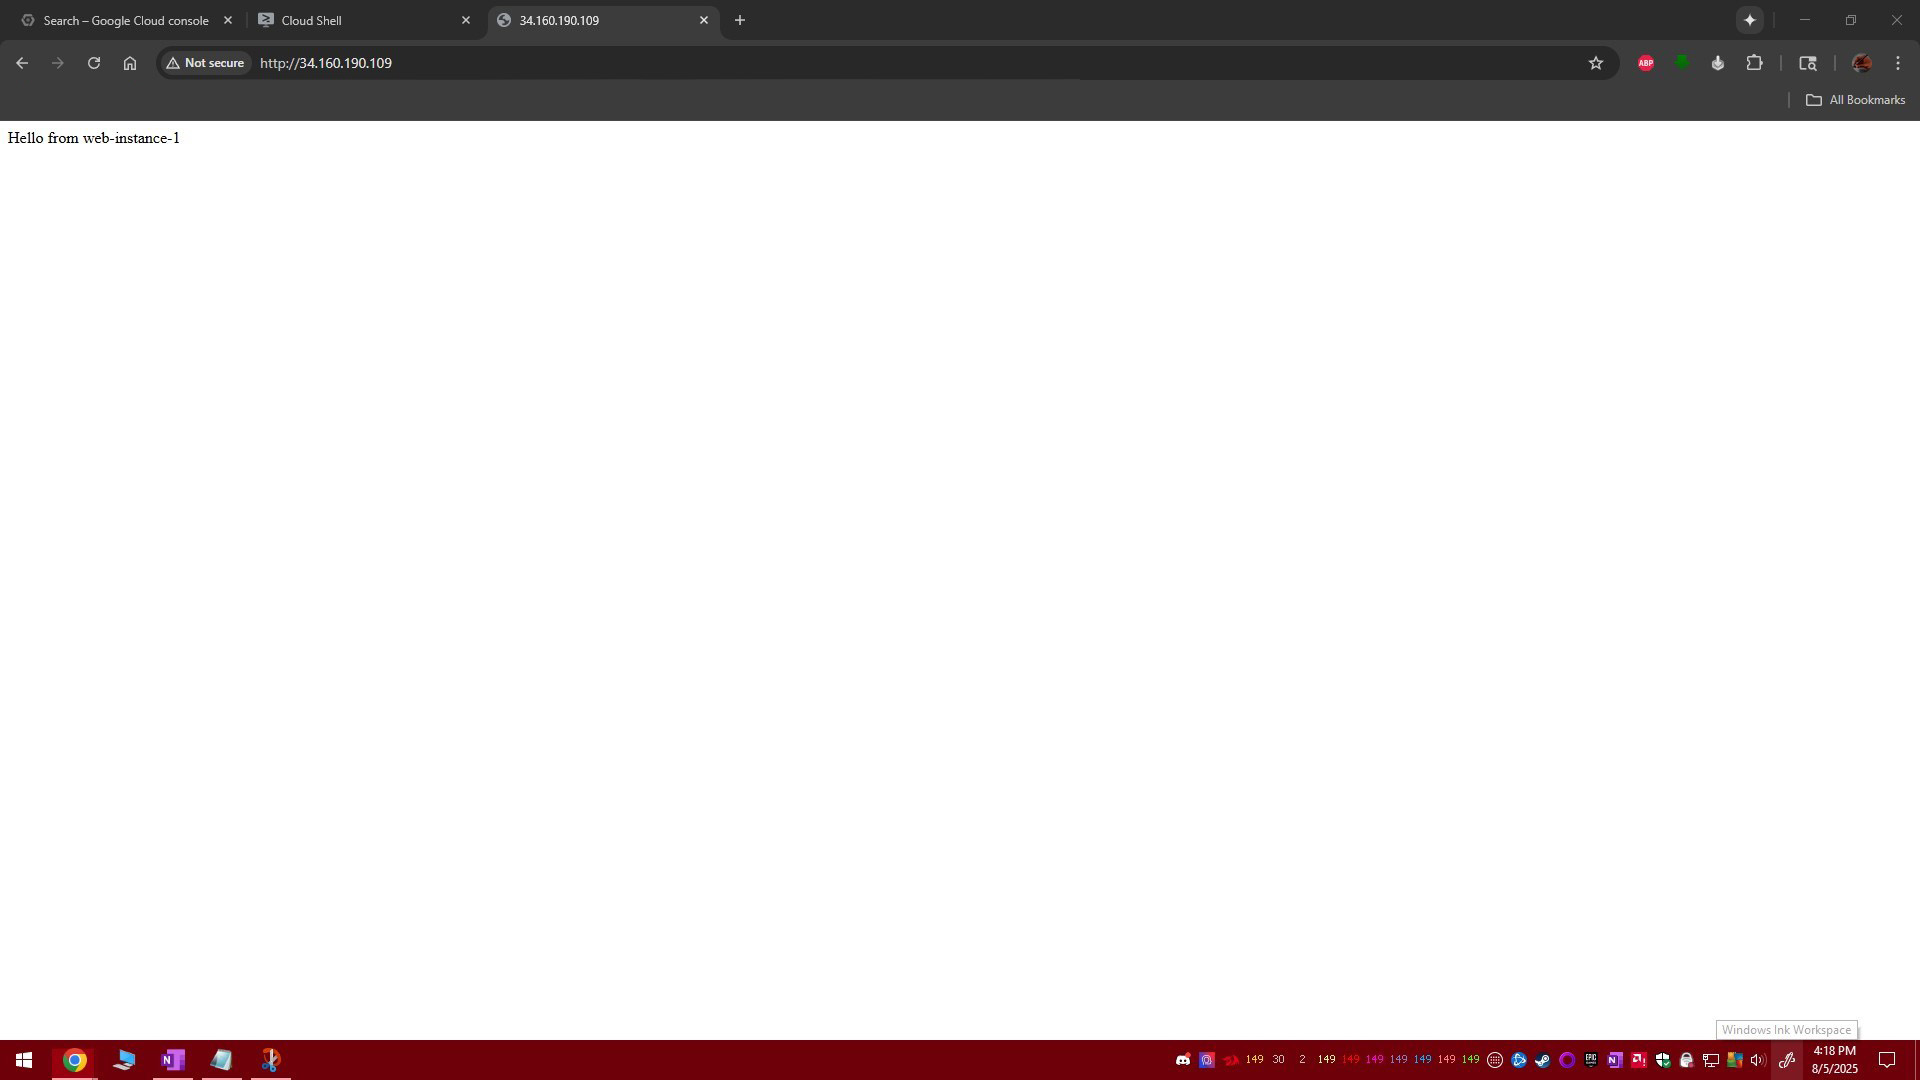 Search – Google Cloud console
Cloud Shell
34.160.190.109
Not secure
http://34.160.190.109
ABP
All Bookmarks
Hello from web-instance-1
Windows Ink Workspace
N
149 30 2 149 149 149 149 149 149 149
EPIC
N
4:18 PM
8/5/2025